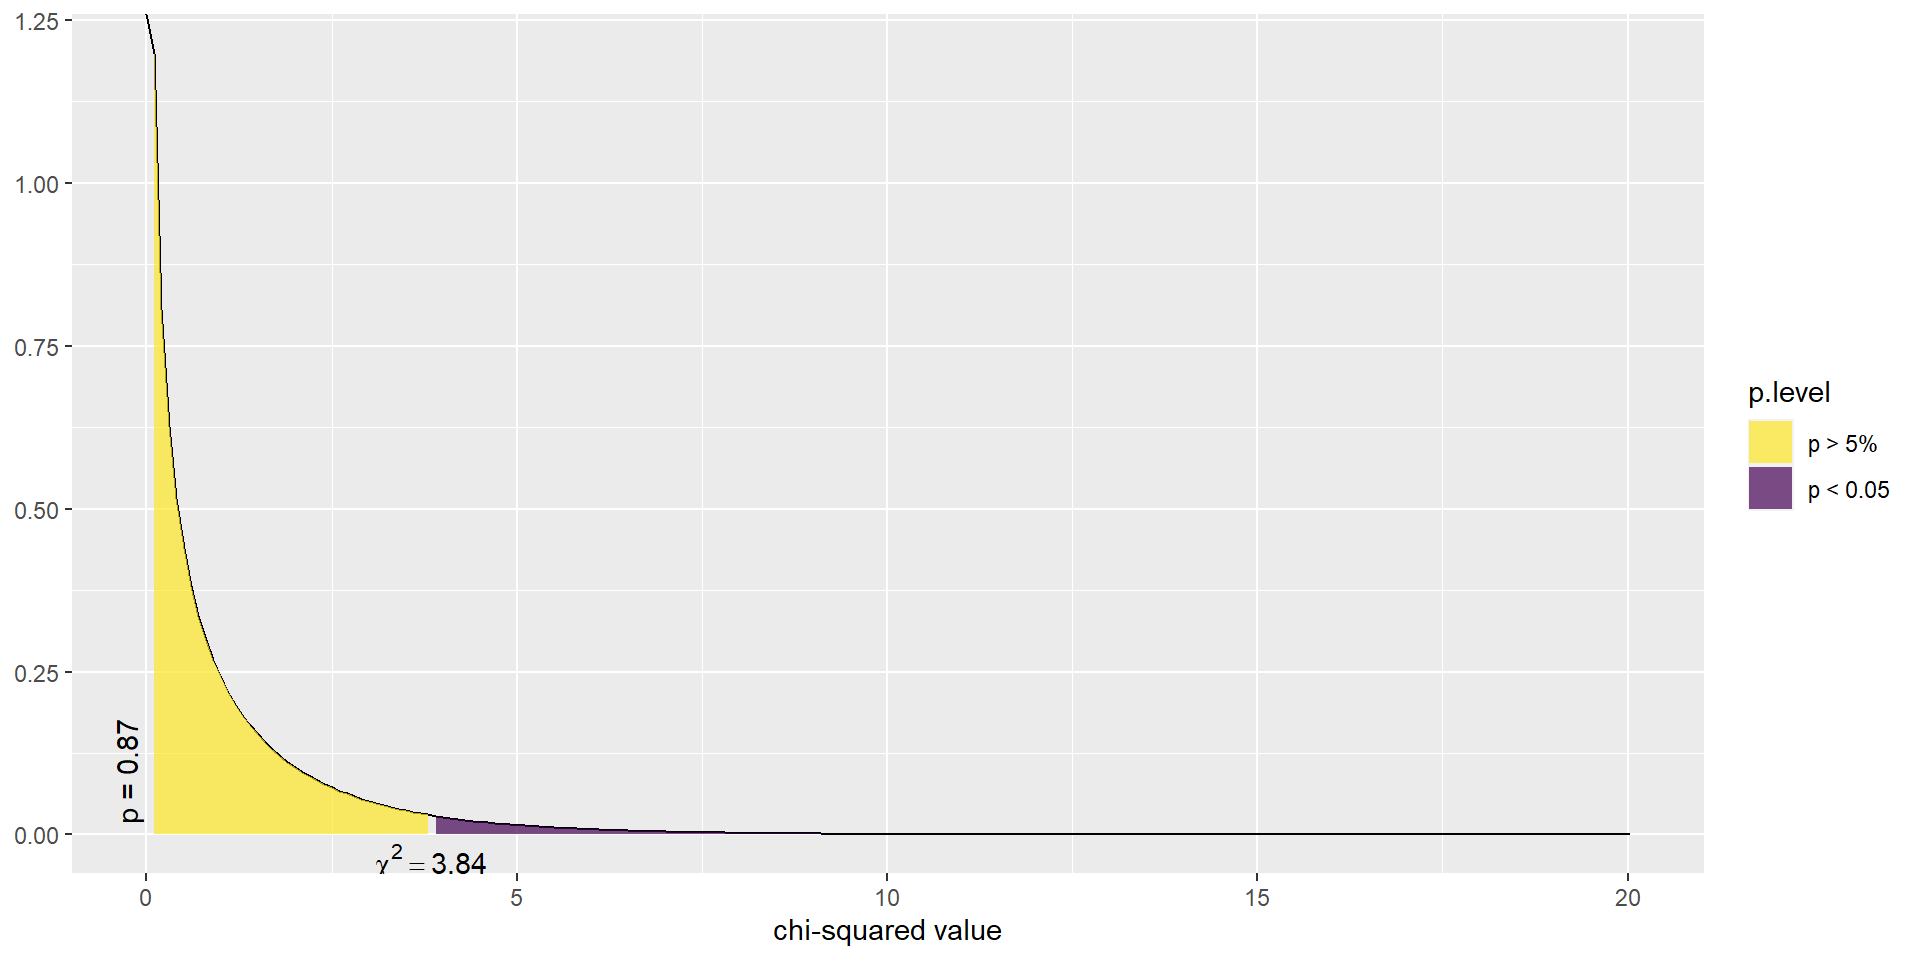 1.25
1.00
0.75
0.50
0.25
0.00
p = 0.87
χ² = 3.84
0 5 10 15 20
chi-squared value
p.level
p > 5%
p < 0.05